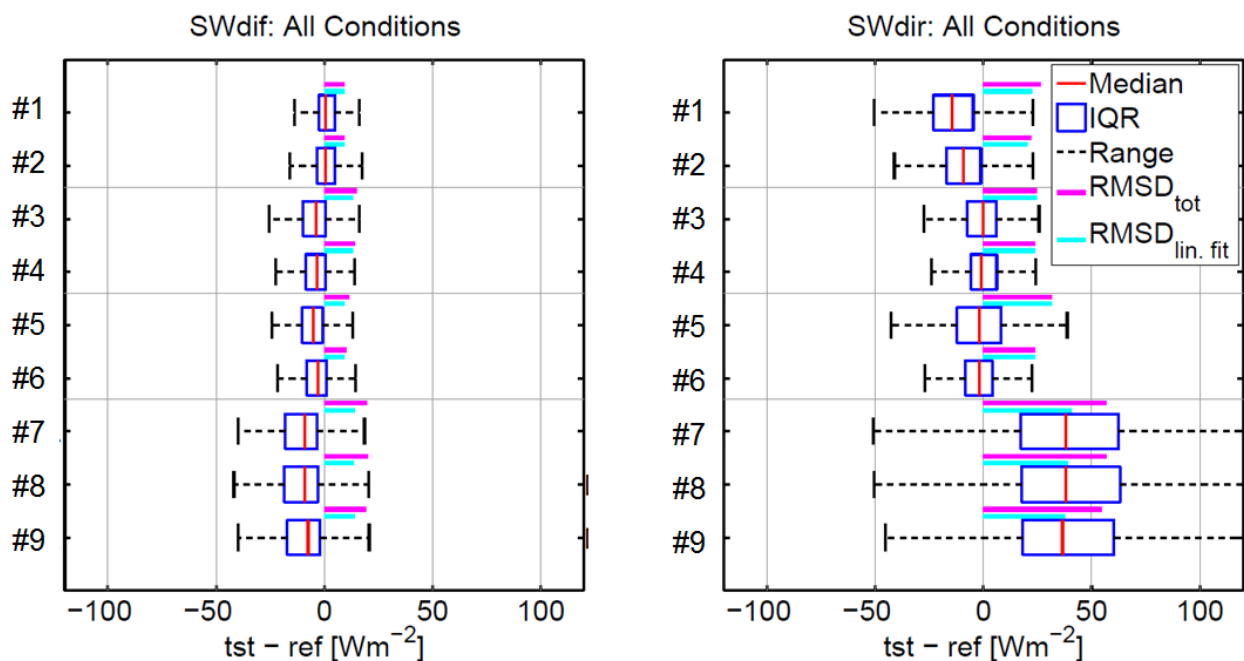 SWdif: All Conditions
#1
#2
#3
#4
#5
#6
#7
#8
#9
−100 −50 0 50 100
tst − ref [Wm−2]
SWdir: All Conditions
Median
IQR
Range
RMSDtot
RMSDlin. fit
#1
#2
#3
#4
#5
#6
#7
#8
#9
−100 −50 0 50 100
tst − ref [Wm−2]